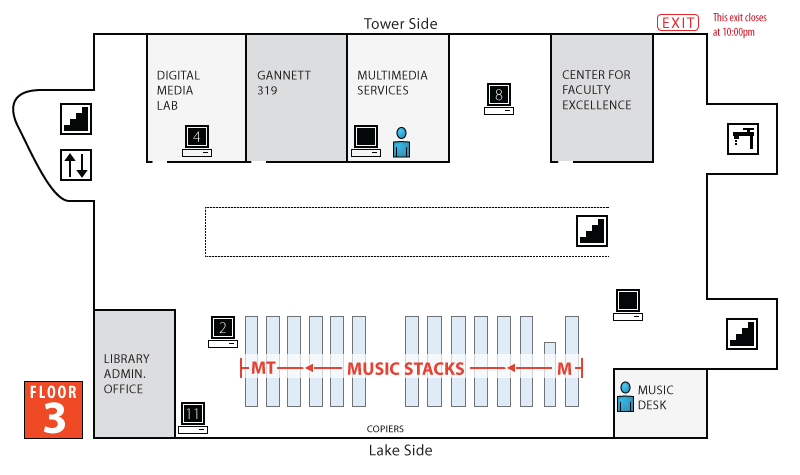 Tower Side
EXIT
This exit closes
at 10:00pm
DIGITAL
MEDIA
LAB
4
GANNETT
319
MULTIMEDIA
SERVICES
8
CENTER FOR
FACULTY
EXCELLENCE
2
MT
MUSIC STACKS
M
LIBRARY
ADMIN.
OFFICE
11
FLOOR
3
MUSIC
DESK
COPIERS
Lake Side